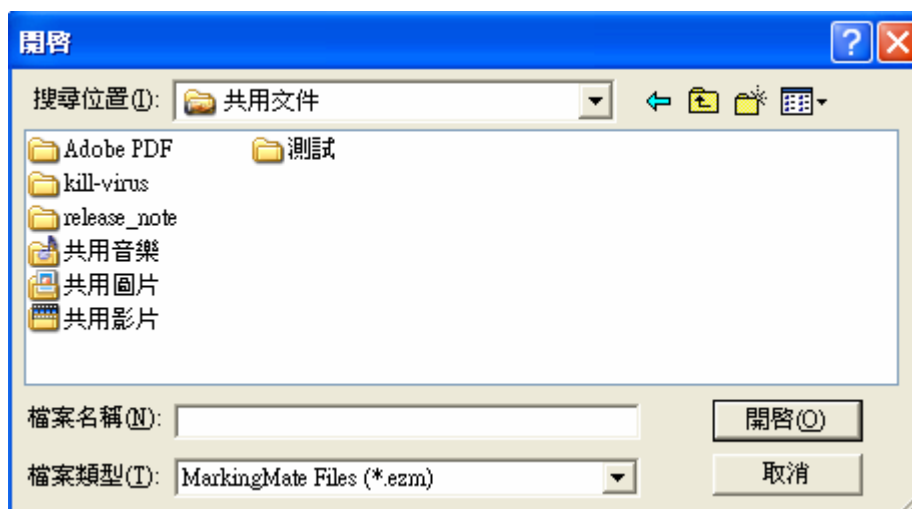 開啓
搜尋位置(I): 共用文件
Adobe PDF 測試
kill-virus
release_note
共用音樂
共用圖片
共用影片
檔案名稱(N): 開啓(O)
檔案類型(T): MarkingMate Files (*.ezm) 取消